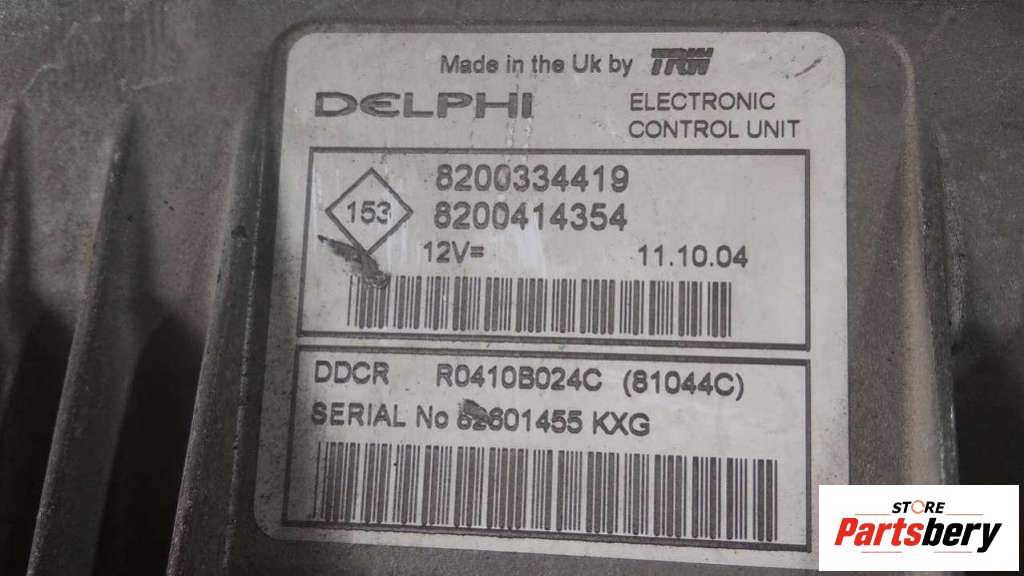 Made in the Uk by TRW
DELPHI
ELECTRONIC
CONTROL UNIT
8200334419
153
8200414354
12V=
11.10.04
DDCR R0410B024C (81044C)
SERIAL No KXG
STORE
Partsbery